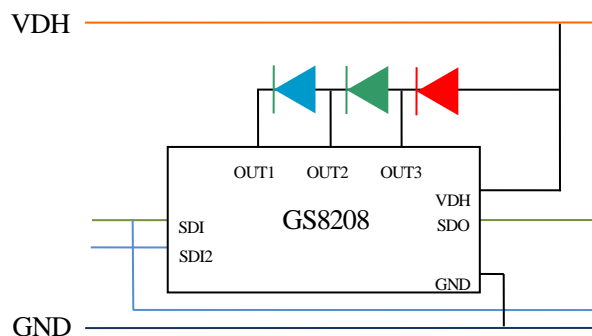 VDH
OUT1 OUT2 OUT3
VDH
GS8208
SDI SDO
SDI2
GND
GND